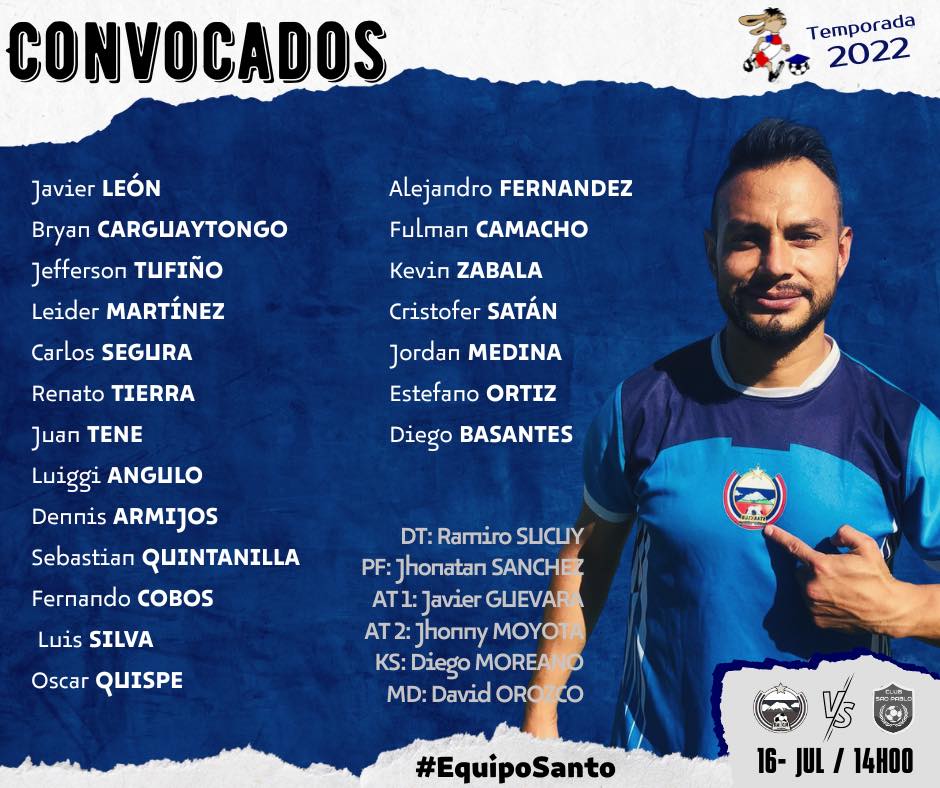 CONVOCADOS
Temporada
2022
Javier LEÓN
Bryan CARGUAYTONGO
Jefferson TUFIÑO
Leider MARTÍNEZ
Carlos SEGURA
Renato TIERRA
Juan TENE
Luiggi ANGULO
Dennis ARMIJOS
Sebastian QUINTANILLA
Fernando COBOS
Luis SILVA
Oscar QUISPE
Alejandro FERNANDEZ
Fulman CAMACHO
Kevin ZABALA
Cristofer SATÁN
Jordan MEDINA
Estefano ORTIZ
Diego BASANTES
DT: Ramiro SUCUY
PF: Jhonatan SANCHEZ
AT 1: Javier GUEVARA
AT 2: Jhonny MOYOTA
KS: Diego MOREANO
MD: David OROZCO
VS
CLUB
SAO PABLO
16- JUL / 14H00
#EquipoSanto